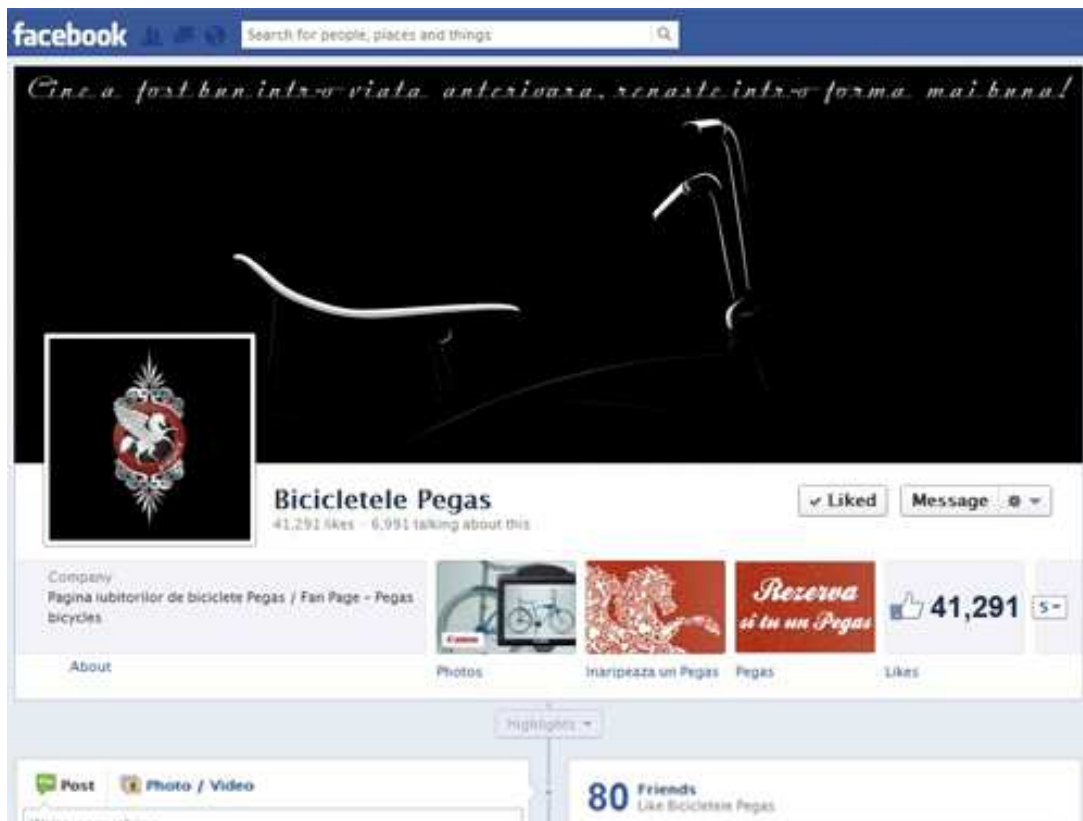 facebook
Search for people, places and things
Cine a fost bun intr-o viata anterioara, renaste intr-o forma mai buna!
Bicicletele Pegas
41,291 likes · 6,991 talking about this
Liked
Message
Company
Pagina iubitorilor de biciclete Pegas / Fan Page - Pegas
bicycles
About
Canon
Photos
Inaripeaza un Pegas
Rezerva
si tu un Pegas
Pegas
41,291
Likes
5
Highlights
Post
Photo / Video
80 Friends
Like Bicicletele Pegas